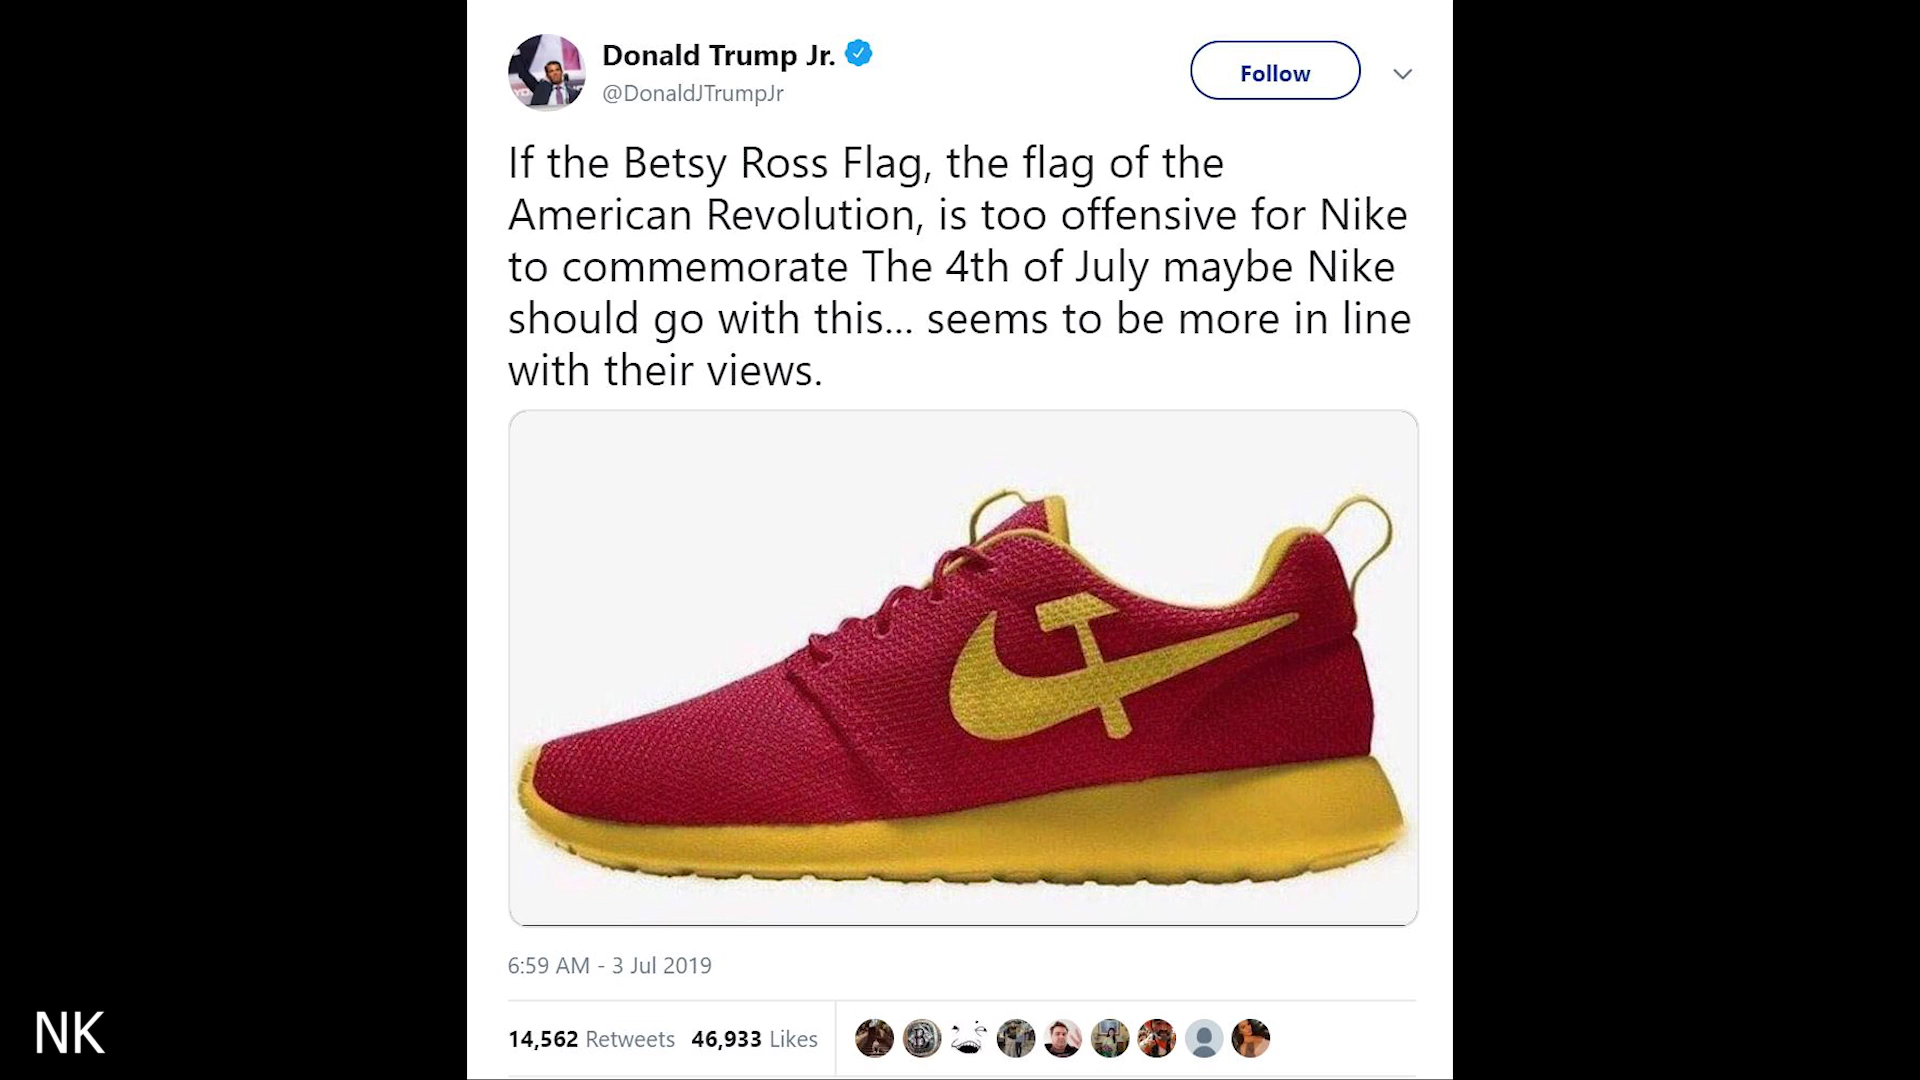 Donald Trump Jr.
@DonaldJTrumpJr
Follow
If the Betsy Ross Flag, the flag of the
American Revolution, is too offensive for Nike
to commemorate The 4th of July maybe Nike
should go with this... seems to be more in line
with their views.
6:59 AM - 3 Jul 2019
14,562 Retweets 46,933 Likes
NK